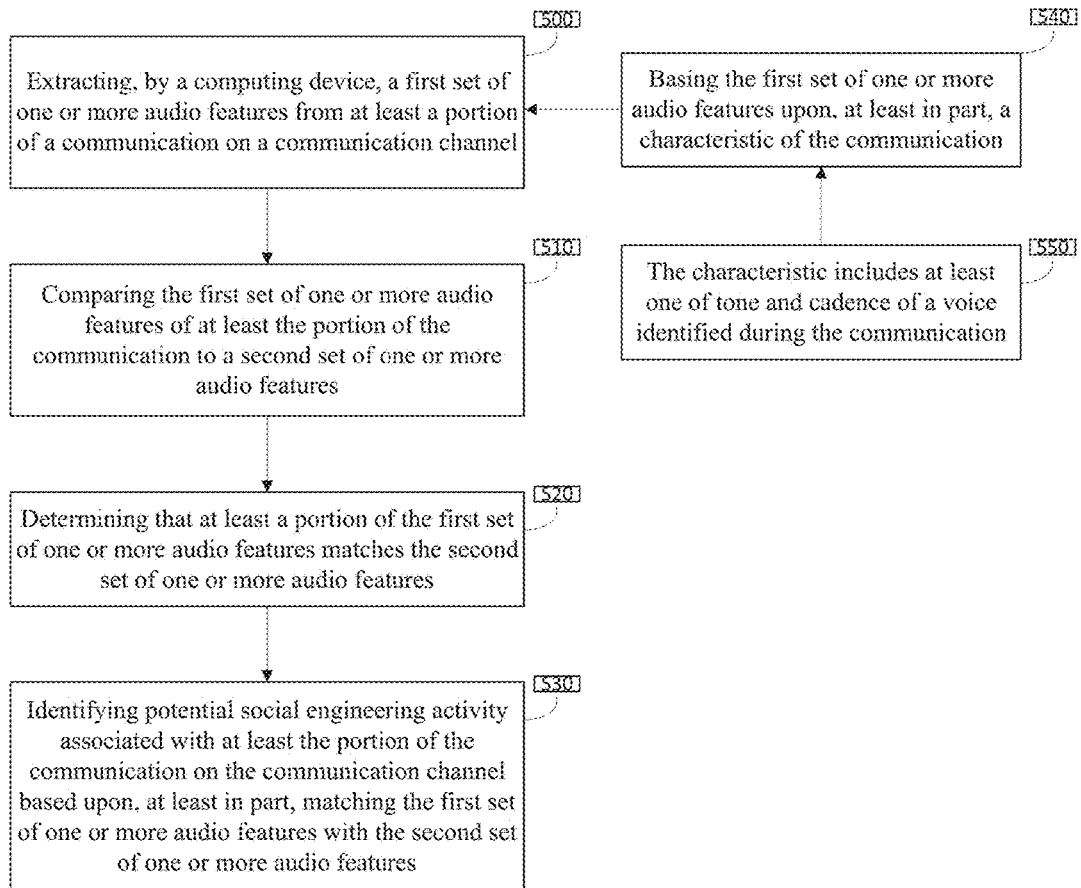 500
Extracting, by a computing device, a first set of
one or more audio features from at least a portion
of a communication on a communication channel
540
Basing the first set of one or more
audio features upon, at least in part, a
characteristic of the communication
510
Comparing the first set of one or more audio
features of at least the portion of the
communication to a second set of one or more
audio features
550
The characteristic includes at least
one of tone and cadence of a voice
identified during the communication
520
Determining that at least a portion of the first set
of one or more audio features matches the second
set of one or more audio features
530
Identifying potential social engineering activity
associated with at least the portion of the
communication on the communication channel
based upon, at least in part, matching the first set
of one or more audio features with the second set
of one or more audio features